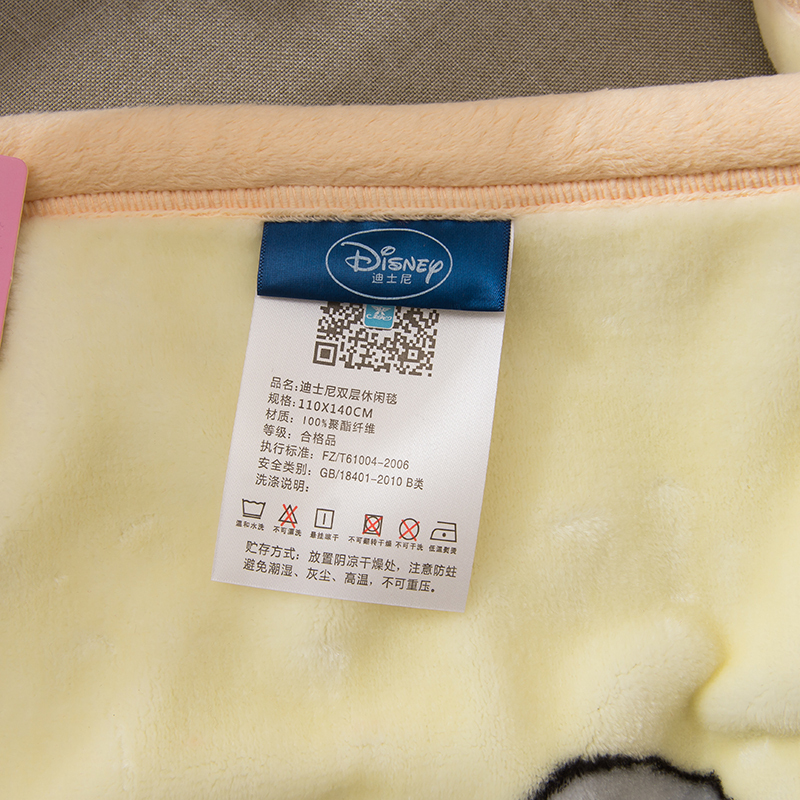 Disney
迪士尼
品名：迪士尼双层休闲毯
规格：110X140CM
材质：100%聚酯纤维
等级：合格品
执行标准：FZ/T61004-2006
安全类别：GB/18401-2010 B类
洗涤说明：
温和水洗 不可漂洗 悬挂晾干 不可翻转干燥 不可干洗 低温熨烫
贮存方式：放置阴凉干燥处，注意防蛀
避免潮湿、灰尘、高温，不可重压。